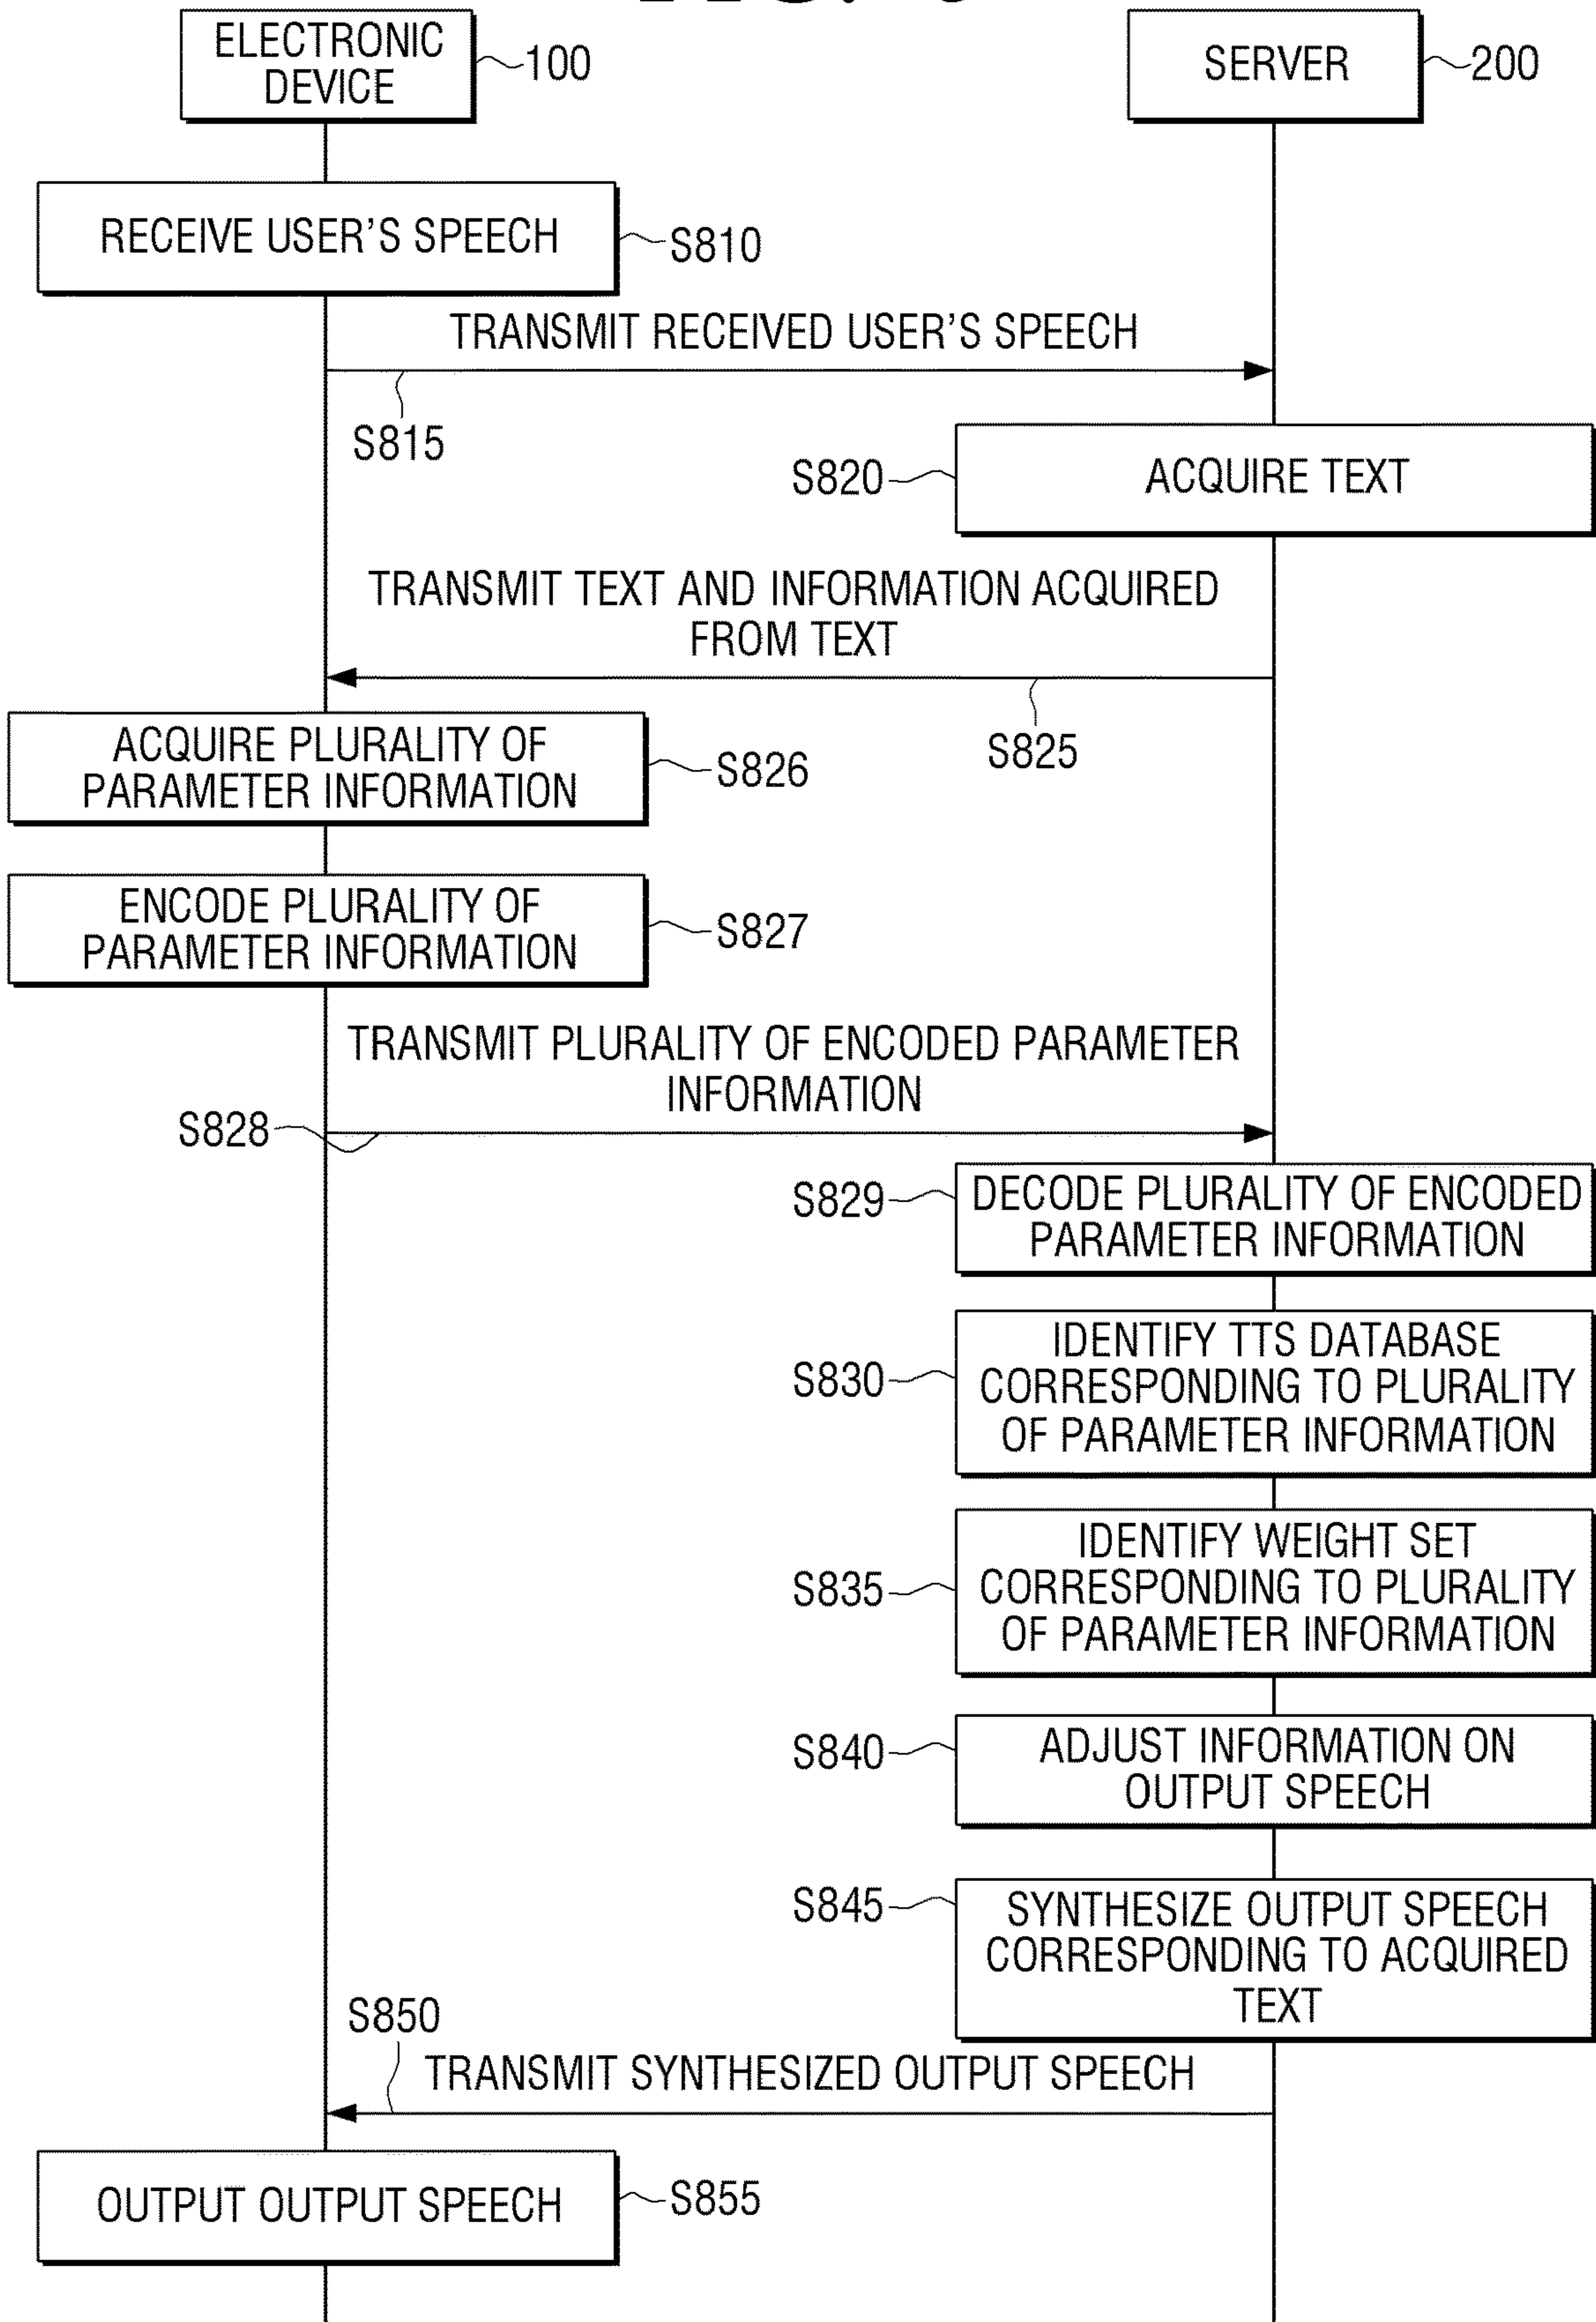 ELECTRONIC
DEVICE
100
SERVER
200
RECEIVE USER'S SPEECH
S810
TRANSMIT RECEIVED USER'S SPEECH
S815
S820
ACQUIRE TEXT
TRANSMIT TEXT AND INFORMATION ACQUIRED
FROM TEXT
S825
ACQUIRE PLURALITY OF
PARAMETER INFORMATION
S826
ENCODE PLURALITY OF
PARAMETER INFORMATION
S827
TRANSMIT PLURALITY OF ENCODED PARAMETER
INFORMATION
S828
S829
DECODE PLURALITY OF ENCODED
PARAMETER INFORMATION
S830
IDENTIFY TTS DATABASE
CORRESPONDING TO PLURALITY
OF PARAMETER INFORMATION
S835
IDENTIFY WEIGHT SET
CORRESPONDING TO PLURALITY
OF PARAMETER INFORMATION
S840
ADJUST INFORMATION ON
OUTPUT SPEECH
S845
SYNTHESIZE OUTPUT SPEECH
CORRESPONDING TO ACQUIRED
TEXT
S850
TRANSMIT SYNTHESIZED OUTPUT SPEECH
OUTPUT OUTPUT SPEECH
S855